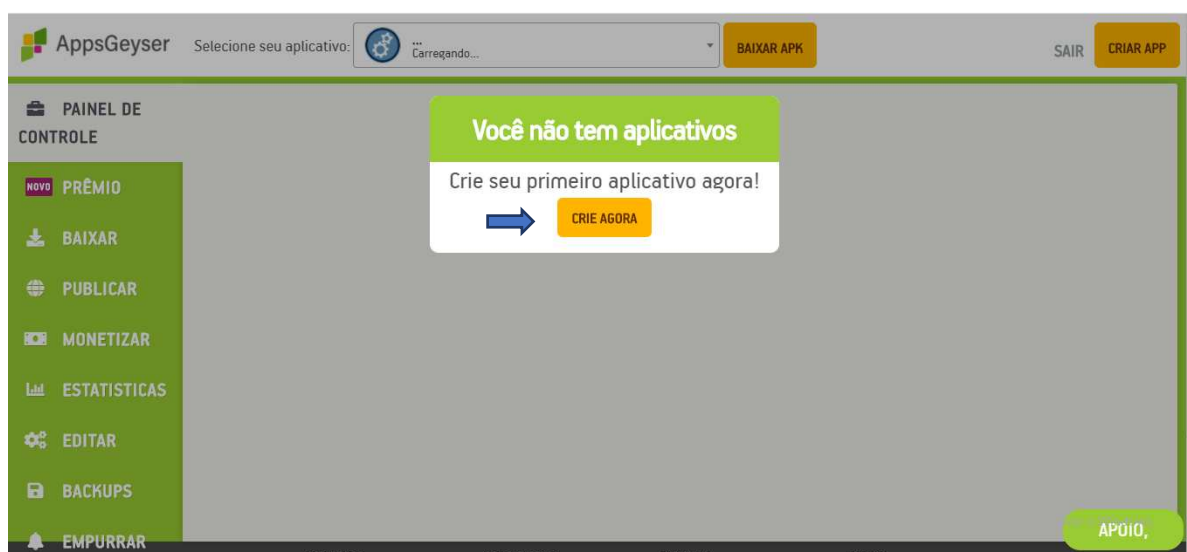 AppsGeyser
Selecione seu aplicativo:
...
Carregando...
BAIXAR APK
SAIR
CRIAR APP
PAINEL DE
CONTROLE
Você não tem aplicativos
Crie seu primeiro aplicativo agora!
CRIE AGORA
NOVO PRÊMIO
BAIXAR
PUBLICAR
MONETIZAR
ESTATISTICAS
EDITAR
BACKUPS
EMPURRAR
APOIO,